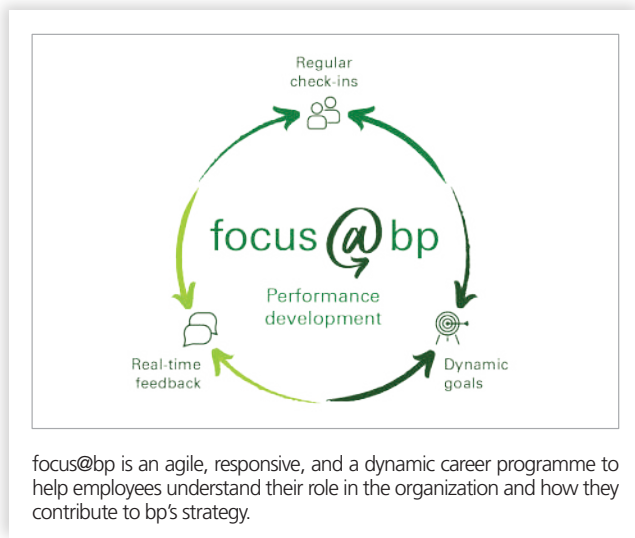 Regular
check-ins
focus@bp
Performance
development
Real-time
feedback
Dynamic
goals
focus@bp is an agile, responsive, and a dynamic career programme to
help employees understand their role in the organization and how they
contribute to bp's strategy.